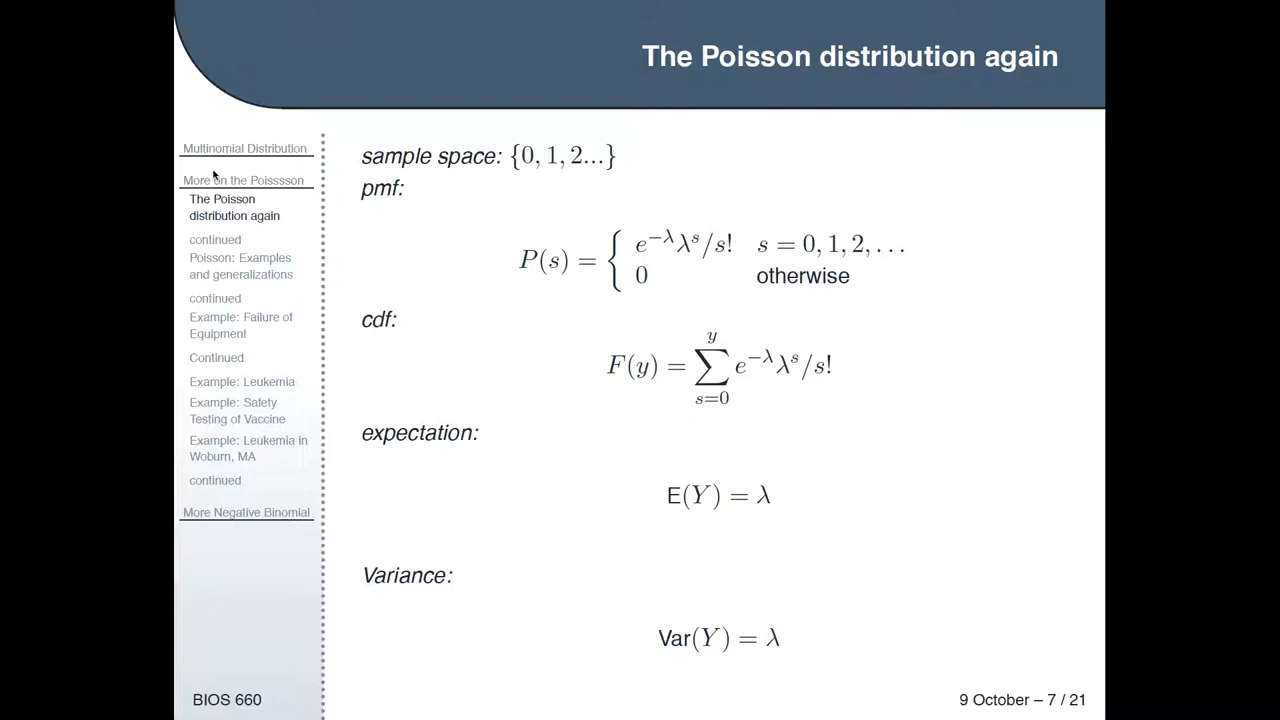 The Poisson distribution again
Multinomial Distribution
More on the Poisssson
The Poisson
distribution again
continued
Poisson: Examples
and generalizations
continued
Example: Failure of
Equipment
Continued
Example: Leukemia
Example: Safety
Testing of Vaccine
Example: Leukemia in
Woburn, MA
continued
More Negative Binomial
sample space: {0, 1, 2...}
pmf:
P(s) = { e^{−λ}λ^s/s! s = 0, 1, 2, . . .
0 otherwise
cdf:
F(y) = ∑_{s=0}^{y} e^{−λ}λ^s/s!
expectation:
E(Y) = λ
Variance:
Var(Y) = λ
BIOS 660
9 October – 7 / 21